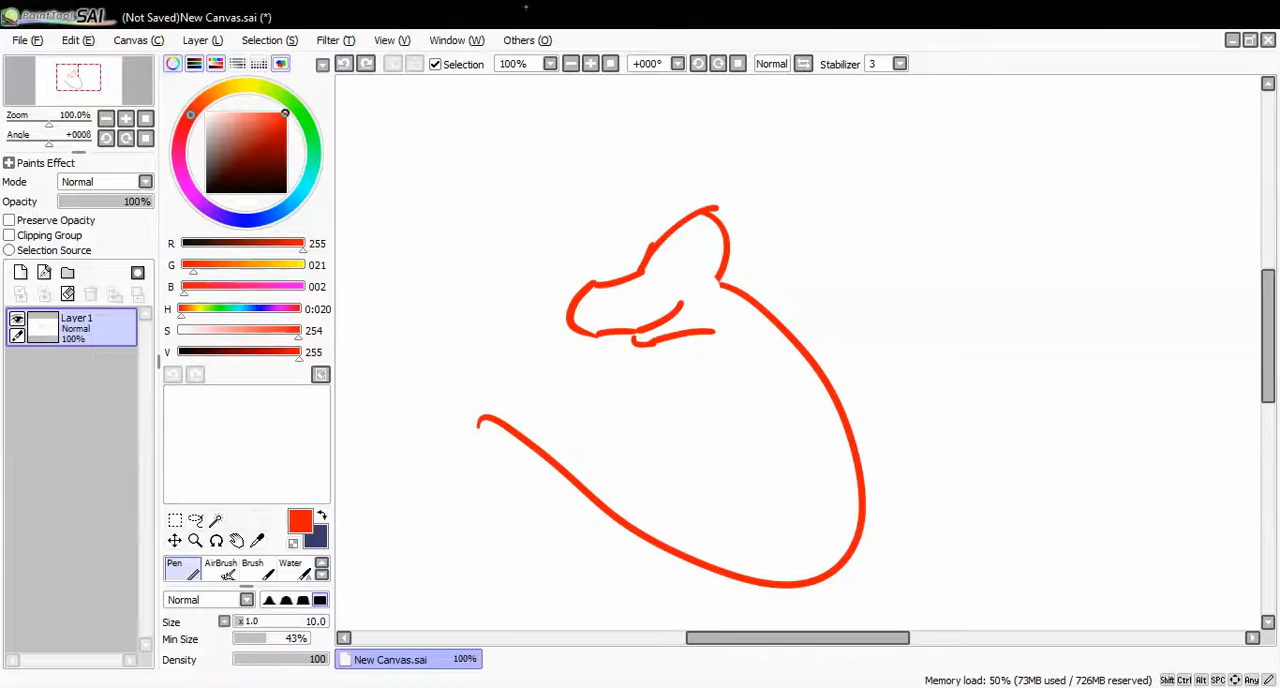 PaintTool SAI (Not Saved)New Canvas.sai (*)
File (F) Edit (E) Canvas (C) Layer (L) Selection (S) Filter (T) View (V) Window (W) Others (O)
Selection 100% +000° Normal Stabilizer 3
Zoom 100.0%
Angle +000ß
Paints Effect
Mode Normal
Opacity 100%
Preserve Opacity
Clipping Group
Selection Source
Layer1
Normal
100%
R 255
G 021
B 002
H 0:020
S 254
V 255
Pen AirBrush Brush Water
Normal
Size x 1.0 10.0
Min Size 43%
Density 100
New Canvas.sai 100%
Memory load: 50% (73MB used / 726MB reserved) Shift Ctrl Alt SPC Any